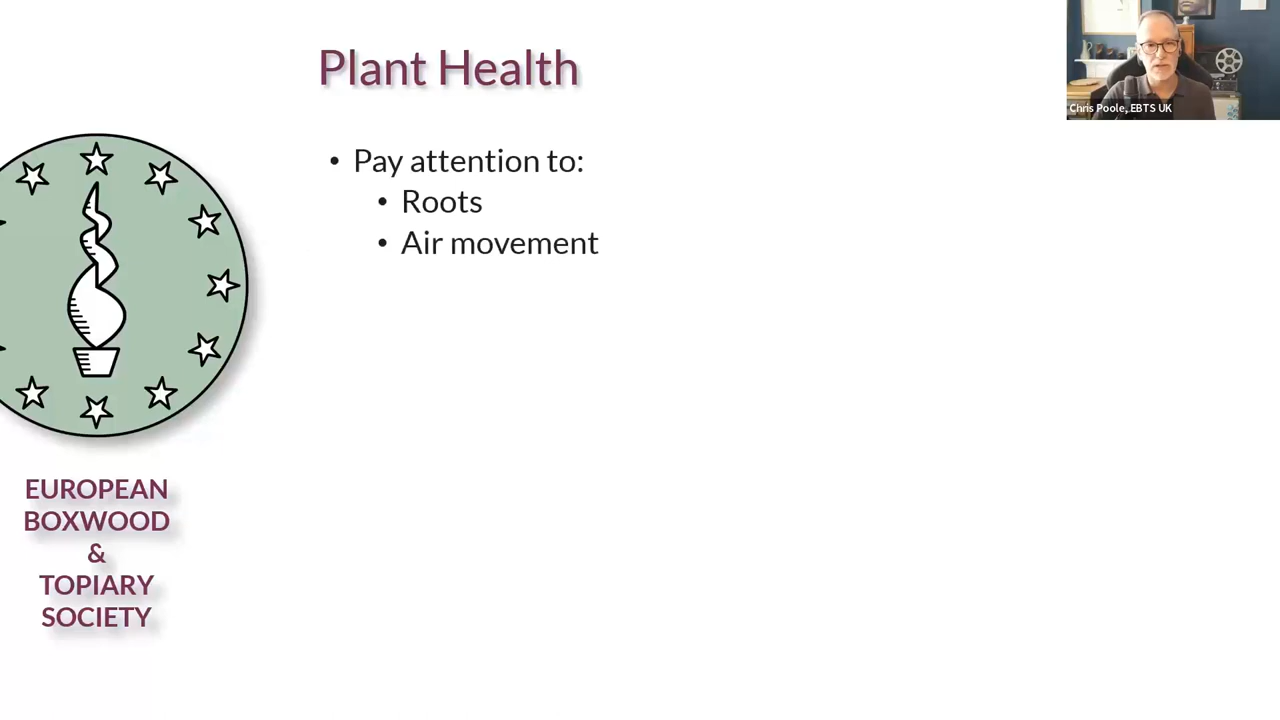 Plant Health
Chris Poole, EBTS UK
• Pay attention to:
• Roots
• Air movement
EUROPEAN
BOXWOOD
&
TOPIARY
SOCIETY